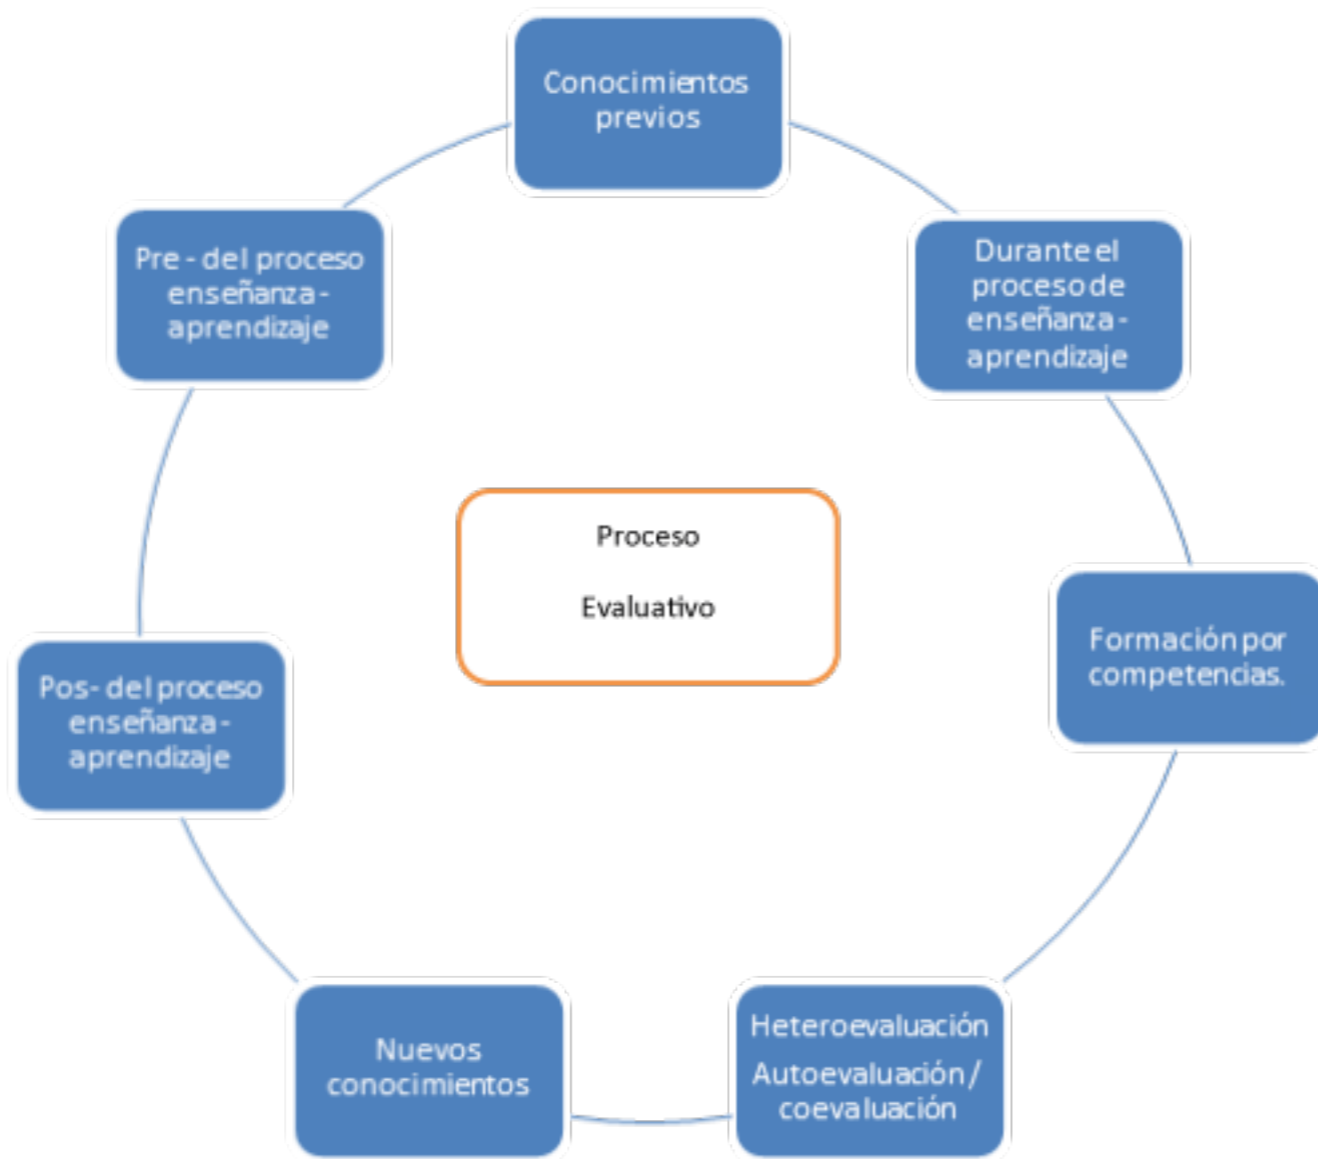 Conocimientos
previos
Pre - del proceso
enseñanza -
aprendizaje
Durante el
proceso de
enseñanza -
aprendizaje
Proceso
Evaluativo
Formación por
competencias.
Pos- del proceso
enseñanza -
aprendizaje
Heteroevaluación
Autoevaluación /
coevaluación
Nuevos
conocimientos